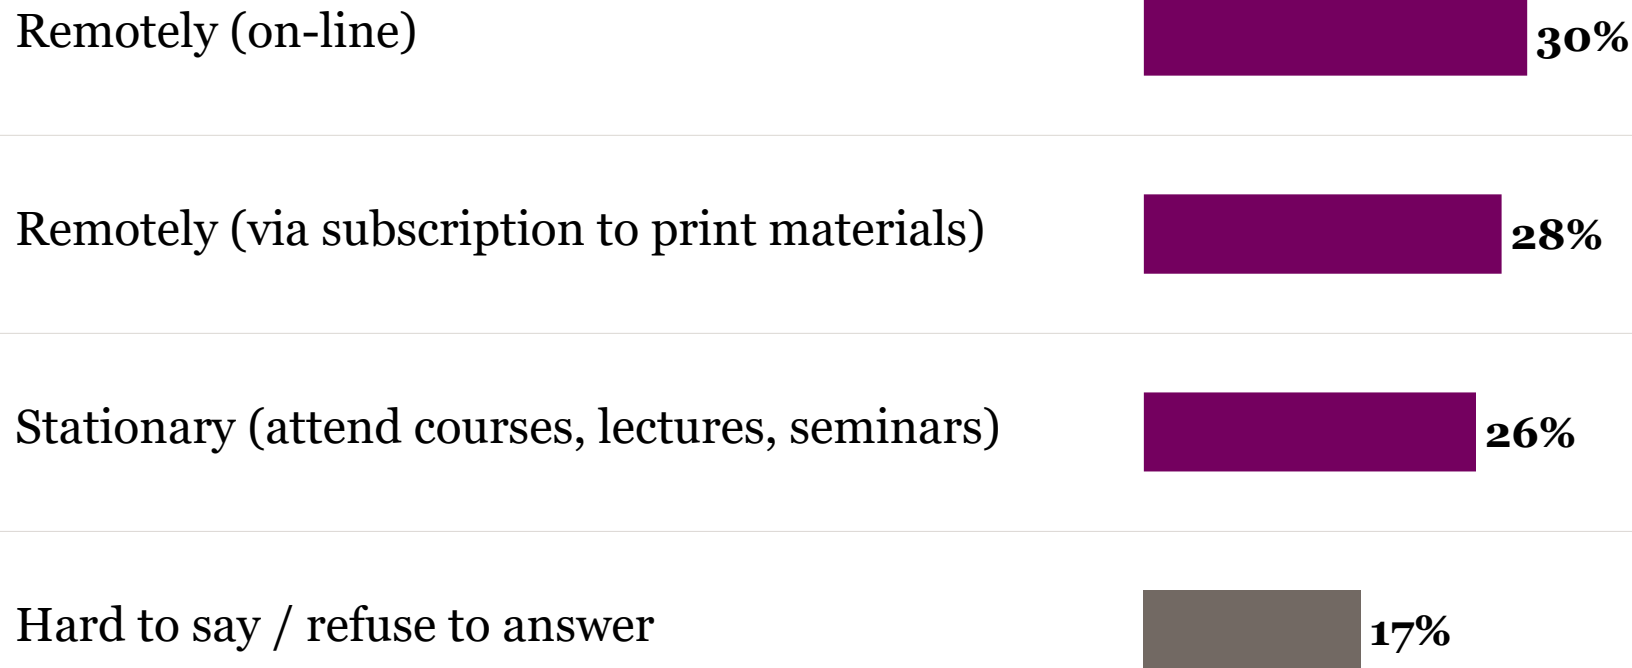 Remotely (on-line) 30%
Remotely (via subscription to print materials) 28%
Stationary (attend courses, lectures, seminars) 26%
Hard to say / refuse to answer 17%